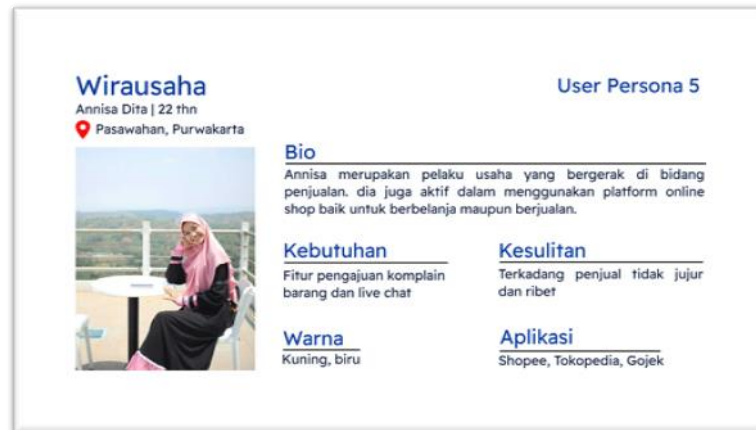 Wirausaha
User Persona 5
Annisa Dita | 22 thn
Pasawahan, Purwakarta
Bio
Annisa merupakan pelaku usaha yang bergerak di bidang
penjualan. dia juga aktif dalam menggunakan platform online
shop baik untuk berbelanja maupun berjualan.
Kebutuhan
Fitur pengajuan komplain
barang dan live chat
Kesulitan
Terkadang penjual tidak jujur
dan ribet
Warna
Kuning, biru
Aplikasi
Shopee, Tokopedia, Gojek